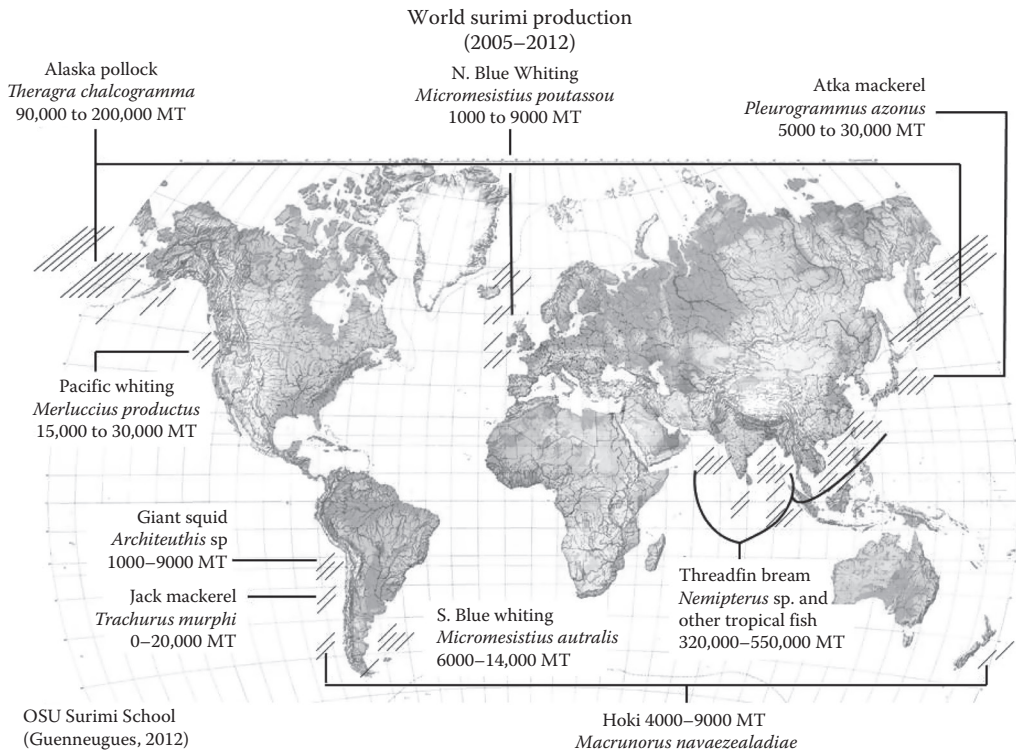 World surimi production
(2005–2012)
Alaska pollock
Theragra chalcogramma
90,000 to 200,000 MT
N. Blue Whiting
Micromesistius poutassou
1000 to 9000 MT
Atka mackerel
Pleurogrammus azonus
5000 to 30,000 MT
Pacific whiting
Merluccius productus
15,000 to 30,000 MT
Giant squid
Architeuthis sp
1000–9000 MT
Jack mackerel
Trachurus murphi
0–20,000 MT
S. Blue whiting
Micromesistius autralis
6000–14,000 MT
Threadfin bream
Nemipterus sp. and
other tropical fish
320,000–550,000 MT
Hoki 4000–9000 MT
Macrunorus navaezealadiae
OSU Surimi School
(Guenneugues, 2012)